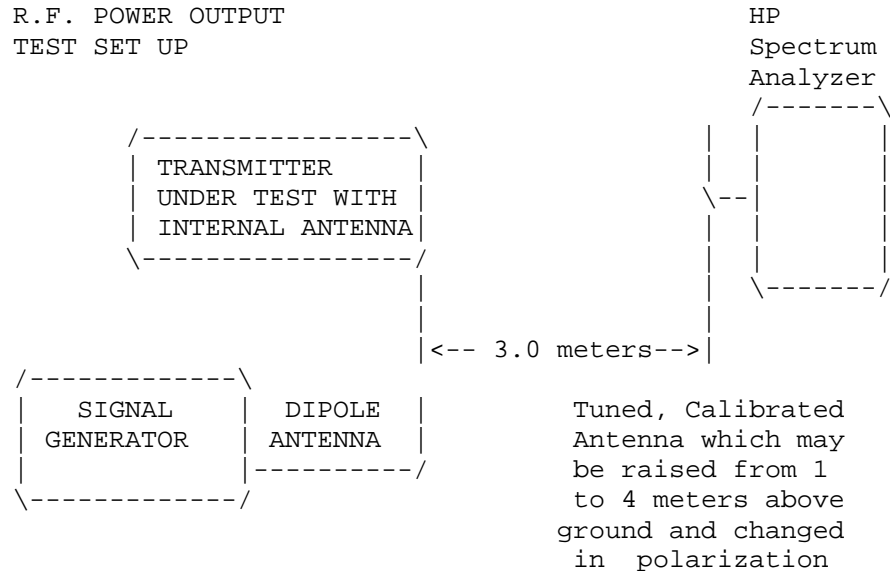 R.F. POWER OUTPUT
TEST SET UP
HP
Spectrum
Analyzer
TRANSMITTER
UNDER TEST WITH
INTERNAL ANTENNA
<-- 3.0 meters-->
SIGNAL
GENERATOR
DIPOLE
ANTENNA
Tuned, Calibrated
Antenna which may
be raised from 1
to 4 meters above
ground and changed
in polarization